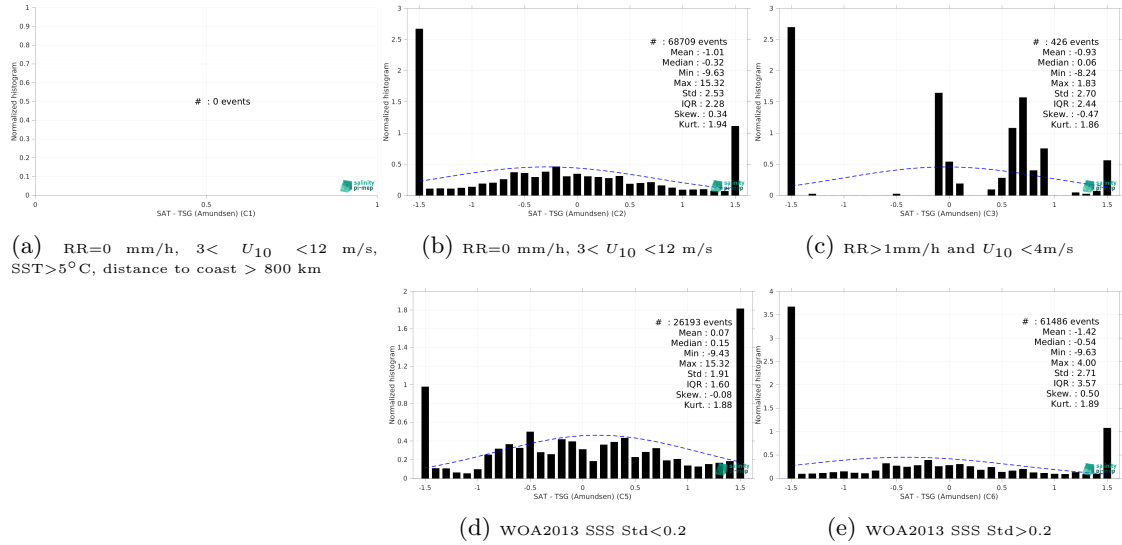 1
0.9
0.8
0.7
0.6
0.5
0.4
0.3
0.2
0.1
0
Normalized histogram
# : 0 events
0 0.5 1
SAT - TSG (Amundsen) (C1)
salinity
pi-mep
(a) RR=0 mm/h, 3< U10 <12 m/s,
SST>5°C, distance to coast > 800 km
3
2.5
2
1.5
1
0.5
0
Normalized histogram
# : 68709 events
Mean : -1.01
Median : -0.32
Min : -9.63
Max : 15.32
Std : 2.53
IQR : 2.28
Skew. : 0.34
Kurt. : 1.94
-1.5 -1 -0.5 0 0.5 1 1.5
SAT - TSG (Amundsen) (C2)
salinity
pi-mep
(b) RR=0 mm/h, 3< U10 <12 m/s
3
2.5
2
1.5
1
0.5
0
Normalized histogram
# : 426 events
Mean : -0.93
Median : 0.06
Min : -8.24
Max : 1.83
Std : 2.70
IQR : 2.44
Skew. : -0.47
Kurt. : 1.86
-1.5 -1 -0.5 0 0.5 1 1.5
SAT - TSG (Amundsen) (C3)
salinity
pi-mep
(c) RR>1mm/h and U10 <4m/s
2
1.8
1.6
1.4
1.2
1
0.8
0.6
0.4
0.2
0
Normalized histogram
# : 26193 events
Mean : 0.07
Median : 0.15
Min : -9.43
Max : 15.32
Std : 1.91
IQR : 1.60
Skew. : -0.08
Kurt. : 1.88
-1.5 -1 -0.5 0 0.5 1 1.5
SAT - TSG (Amundsen) (C5)
salinity
pi-mep
(d) WOA2013 SSS Std<0.2
4
3.5
3
2.5
2
1.5
1
0.5
0
Normalized histogram
# : 61486 events
Mean : -1.42
Median : -0.54
Min : -9.63
Max : 4.00
Std : 2.71
IQR : 3.57
Skew. : 0.50
Kurt. : 1.89
-1.5 -1 -0.5 0 0.5 1 1.5
SAT - TSG (Amundsen) (C6)
salinity
pi-mep
(e) WOA2013 SSS Std>0.2